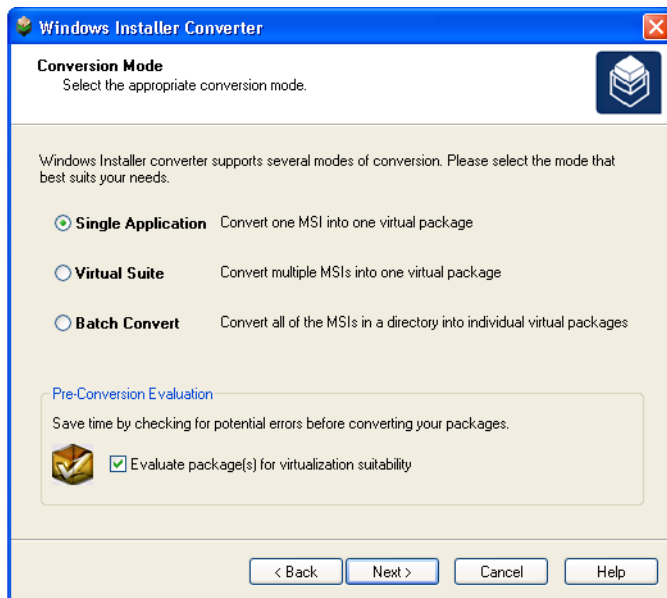 Windows Installer Converter
Conversion Mode
Select the appropriate conversion mode.
Windows Installer converter supports several modes of conversion. Please select the mode that
best suits your needs.
Single Application Convert one MSI into one virtual package
Virtual Suite Convert multiple MSIs into one virtual package
Batch Convert Convert all of the MSIs in a directory into individual virtual packages
Pre-Conversion Evaluation
Save time by checking for potential errors before converting your packages.
Evaluate package(s) for virtualization suitability
< Back Next > Cancel Help